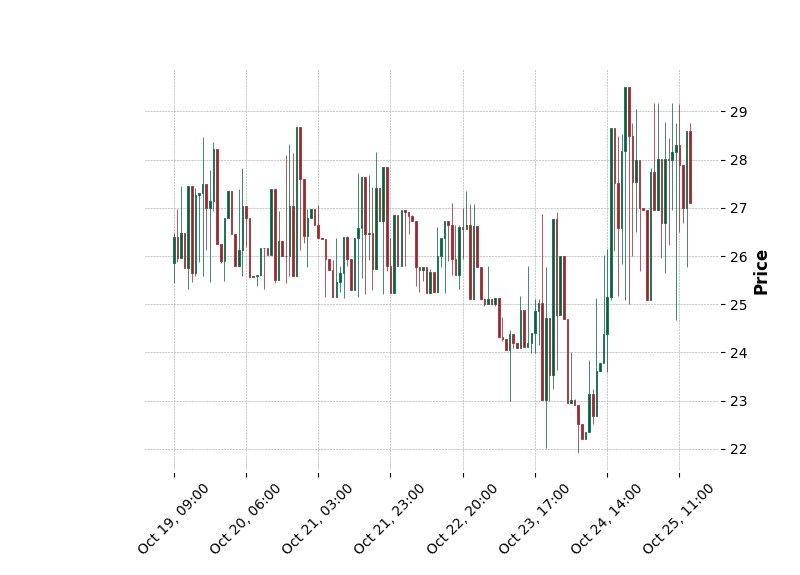 29
28
27
26
25
24
23
22
Price
Oct 19, 09:00
Oct 20, 06:00
Oct 21, 03:00
Oct 21, 23:00
Oct 22, 20:00
Oct 23, 17:00
Oct 24, 14:00
Oct 25, 11:00